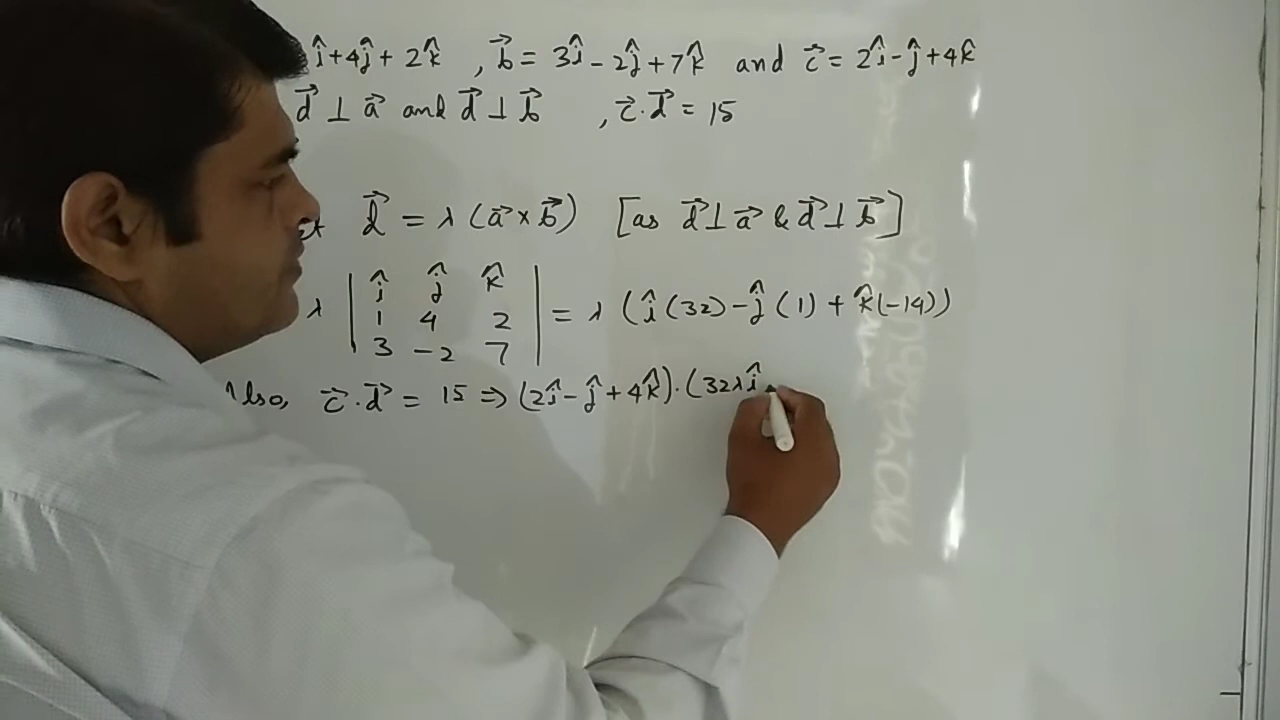 î + 4ĵ + 2k̂ , b⃗ = 3î - 2ĵ + 7k̂ and c⃗ = 2î - ĵ + 4k̂
d⃗ ⊥ a⃗ and d⃗ ⊥ b⃗ , c⃗ . d⃗ = 15
d⃗ = λ (a⃗ × b⃗) [as d⃗ ⊥ a⃗ & d⃗ ⊥ b⃗]
λ | î ĵ k̂ | = λ (î (32) - ĵ (1) + k̂ (-14))
1 4 2
3 -2 7
Also, c⃗ . d⃗ = 15 ⇒ (2î - ĵ + 4k̂) . (32λî